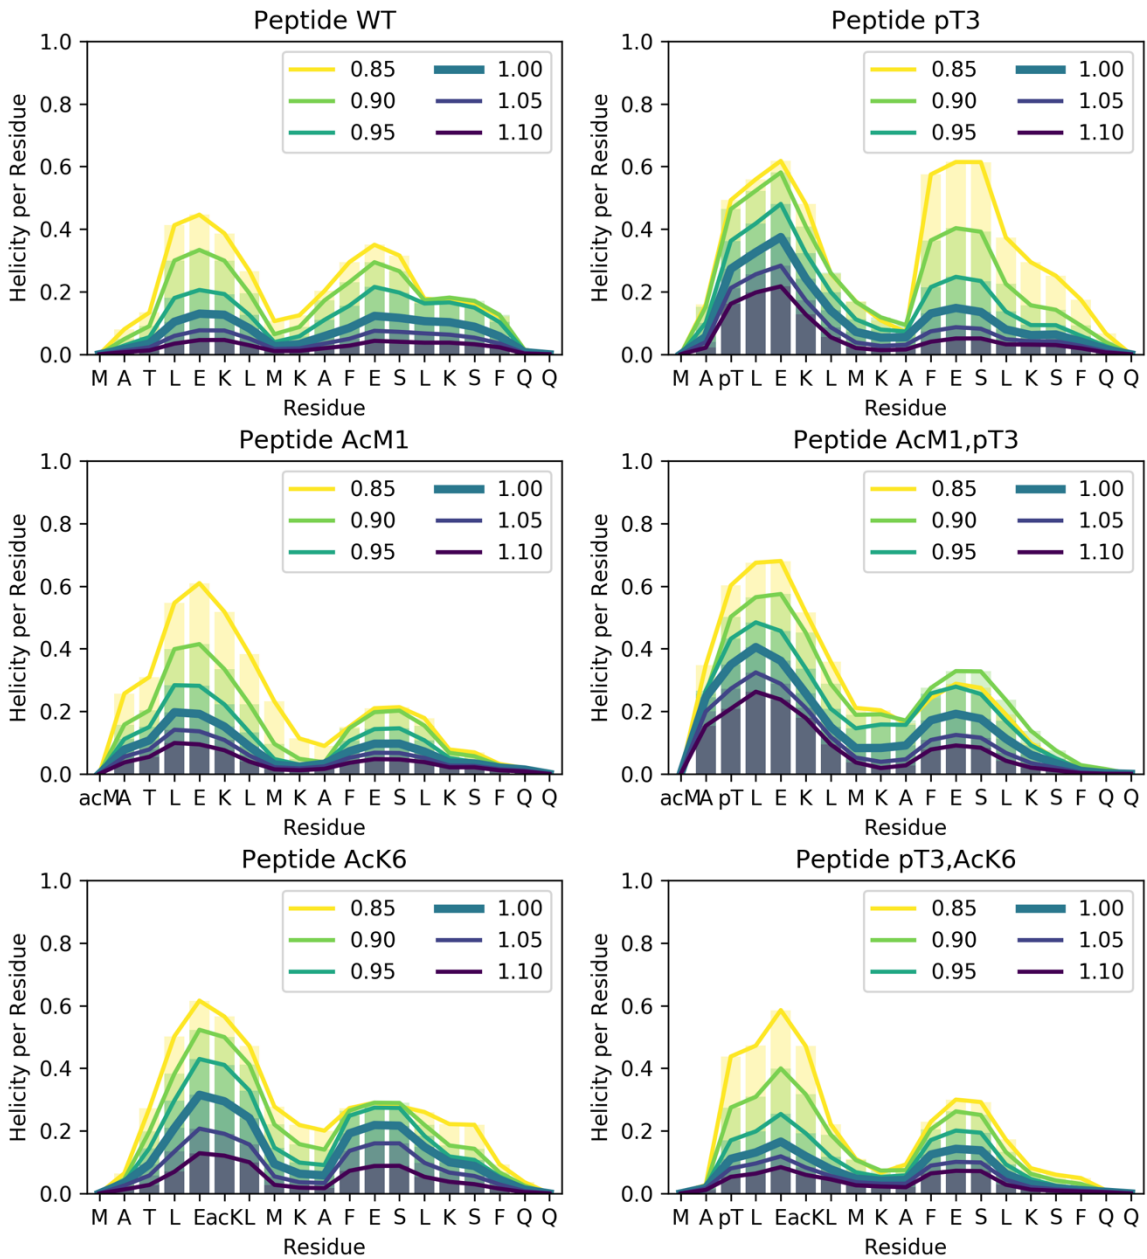 Peptide WT
Helicity per Residue
1.0
0.8
0.6
0.4
0.2
0.0
0.85 1.00
0.90 1.05
0.95 1.10
M A T L E K L M K A F E S L K S F Q Q
Residue
Peptide pT3
Helicity per Residue
1.0
0.8
0.6
0.4
0.2
0.0
0.85 1.00
0.90 1.05
0.95 1.10
M A pT L E K L M K A F E S L K S F Q Q
Residue
Peptide AcM1
Helicity per Residue
1.0
0.8
0.6
0.4
0.2
0.0
0.85 1.00
0.90 1.05
0.95 1.10
acM A T L E K L M K A F E S L K S F Q Q
Residue
Peptide AcM1,pT3
Helicity per Residue
1.0
0.8
0.6
0.4
0.2
0.0
0.85 1.00
0.90 1.05
0.95 1.10
acM A pT L E K L M K A F E S L K S F Q Q
Residue
Peptide AcK6
Helicity per Residue
1.0
0.8
0.6
0.4
0.2
0.0
0.85 1.00
0.90 1.05
0.95 1.10
M A T L E acK L M K A F E S L K S F Q Q
Residue
Peptide pT3,AcK6
Helicity per Residue
1.0
0.8
0.6
0.4
0.2
0.0
0.85 1.00
0.90 1.05
0.95 1.10
M A pT L E acK L M K A F E S L K S F Q Q
Residue